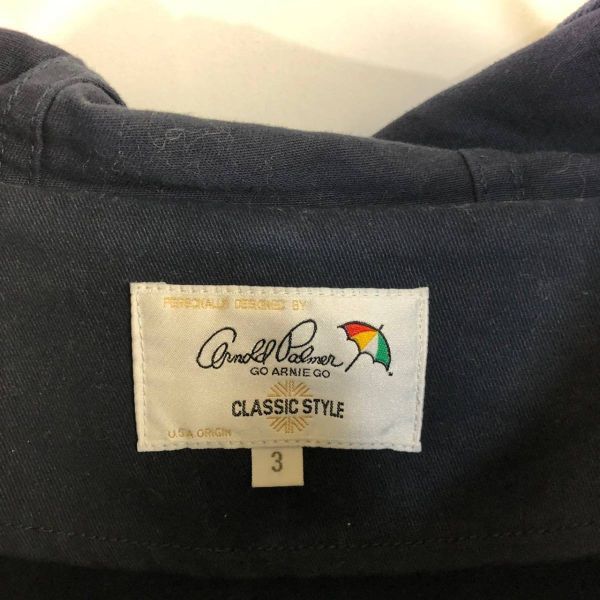 PERSONALLY DESIGNED BY
Arnold Palmer
GO ARNIE GO
CLASSIC STYLE
U.S.A ORIGIN
3